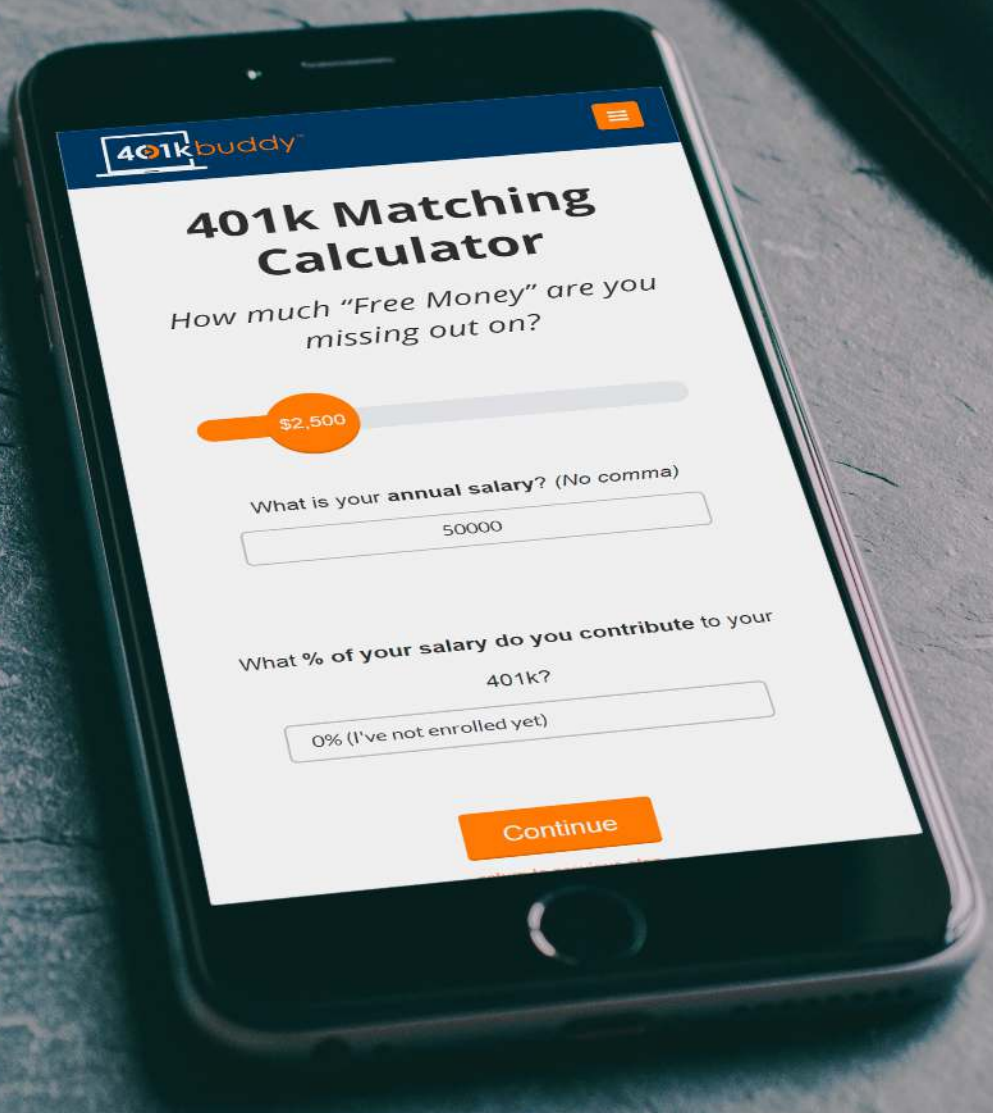 401kbuddy™
401k Matching
Calculator
How much “Free Money” are you
missing out on?
$2,500
What is your annual salary? (No comma)
50000
What % of your salary do you contribute to your
401k?
0% (I've not enrolled yet)
Continue